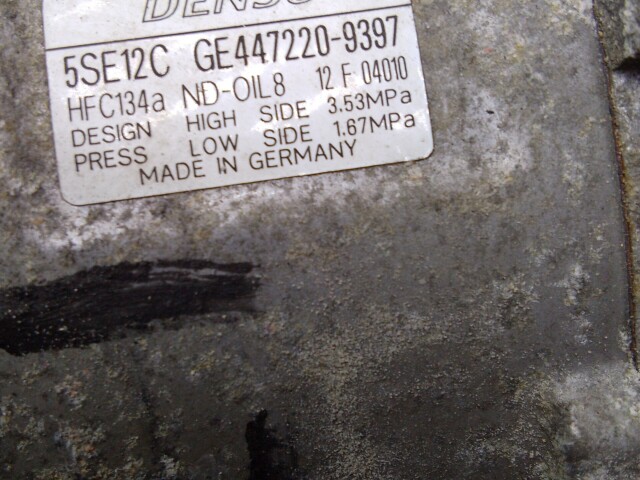 DENSO
5SE12C GE447220-9397
HFC134a ND-OIL8 12 F 04010
DESIGN HIGH SIDE 3.53MPa
PRESS LOW SIDE 1.67MPa
MADE IN GERMANY